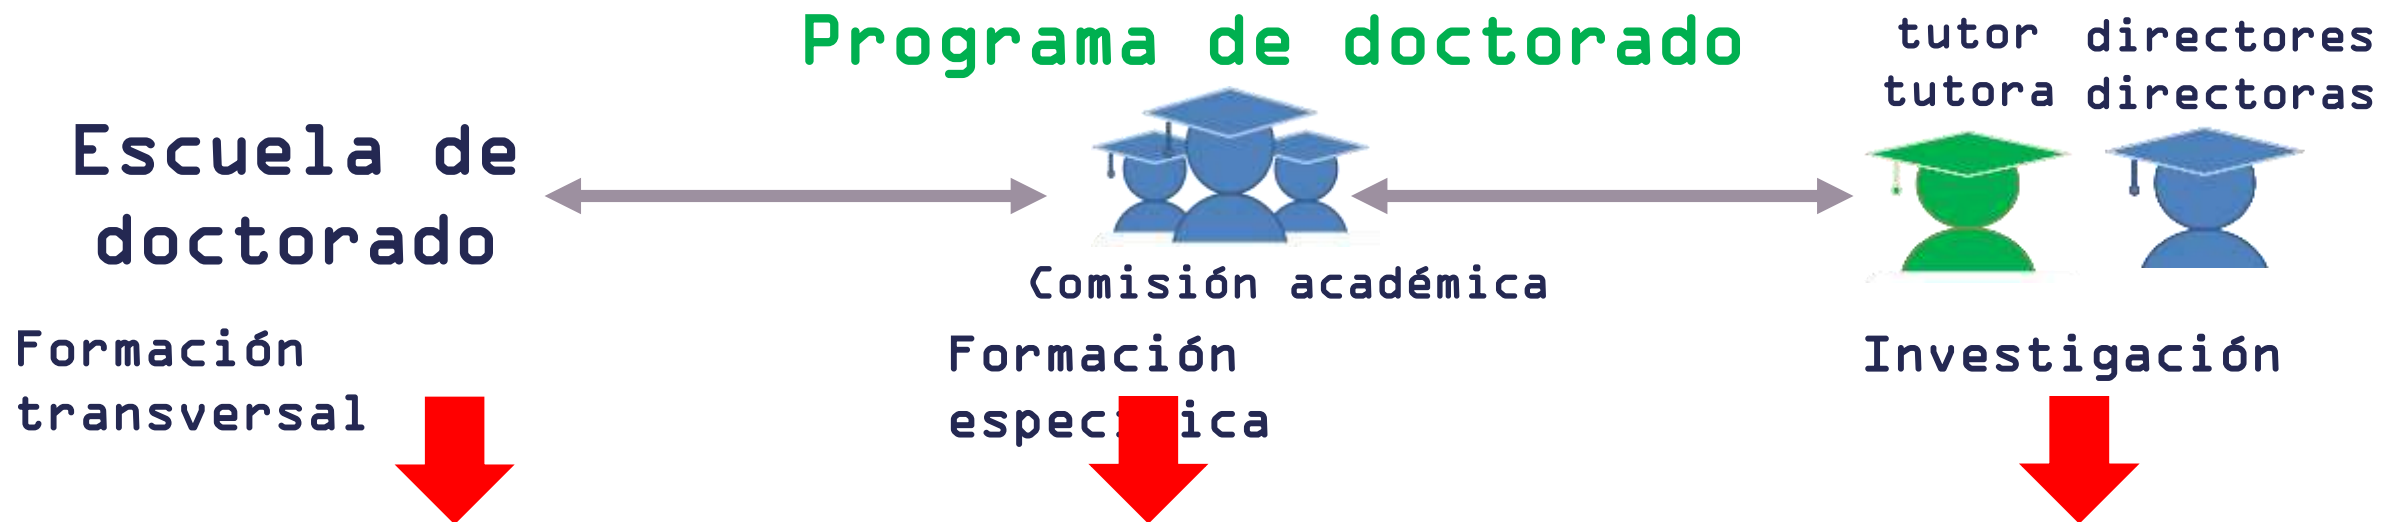 Programa de doctorado
tutor directores
tutora directoras
Escuela de
doctorado
Comisión académica
Formación
transversal
Formación
Investigación